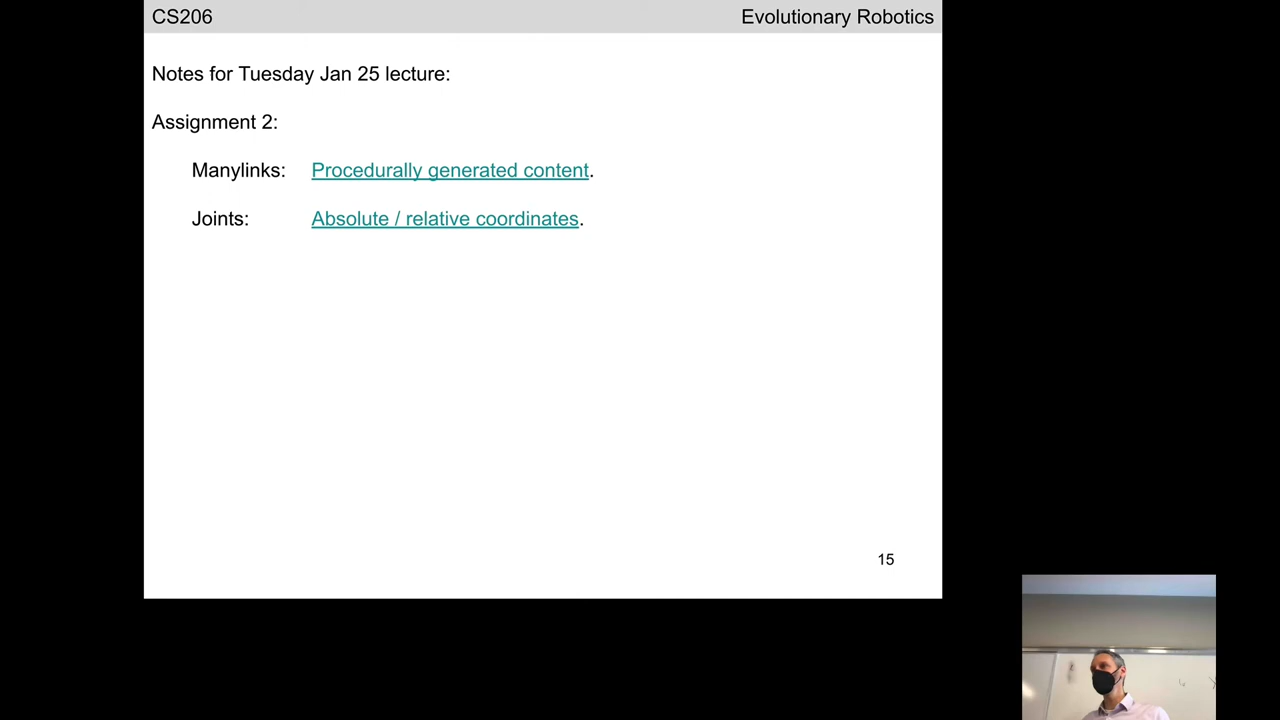 CS206 Evolutionary Robotics
Notes for Tuesday Jan 25 lecture:
Assignment 2:
Manylinks: Procedurally generated content.
Joints: Absolute / relative coordinates.
15